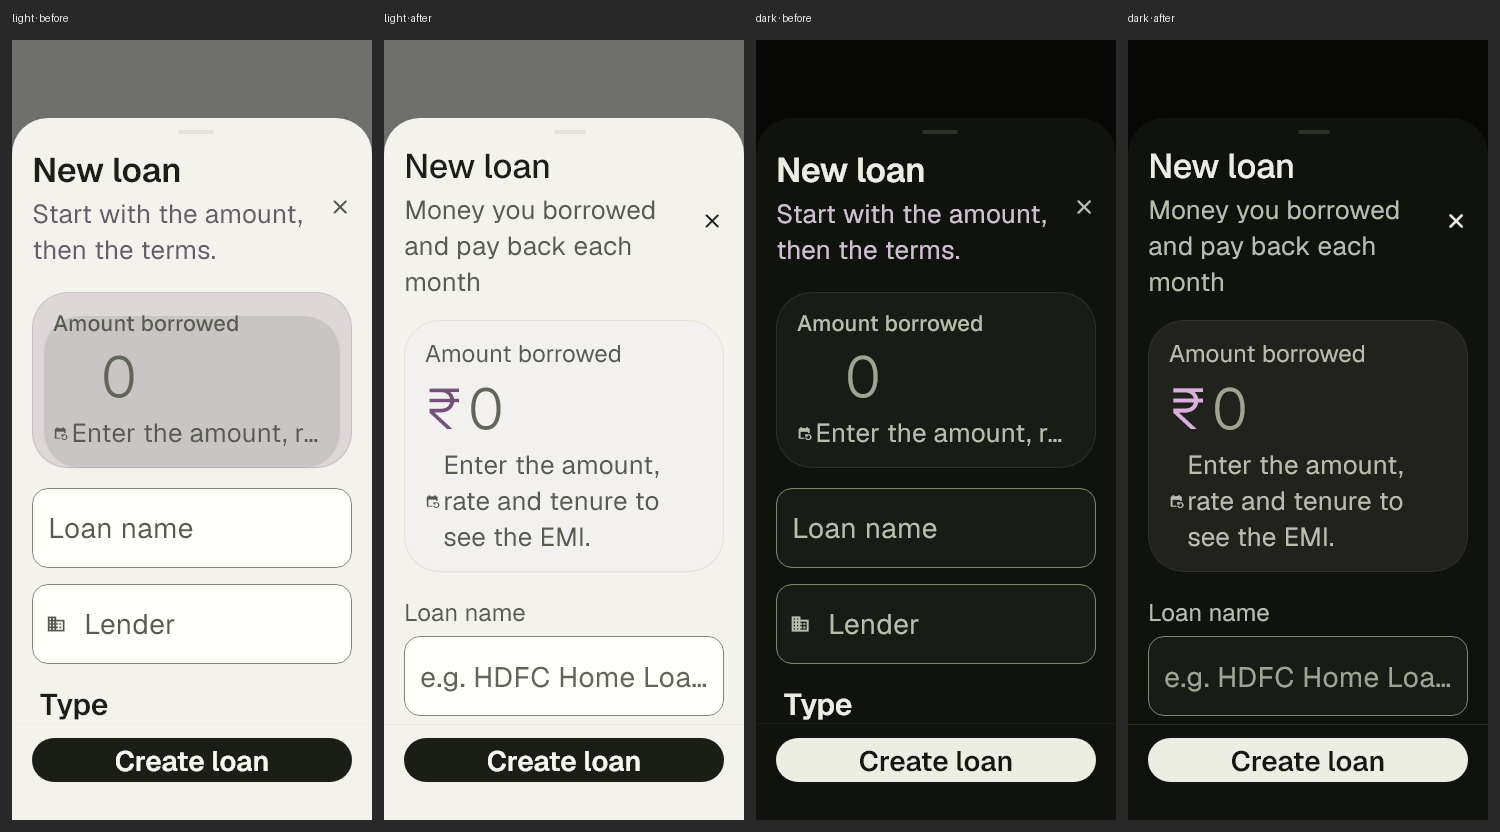 light·before
New loan
Start with the amount,
then the terms.
Amount borrowed
0
Enter the amount, r...
Loan name
Lender
Type
Create loan
light·after
New loan
Money you borrowed
and pay back each
month
Amount borrowed
₹0
Enter the amount,
rate and tenure to
see the EMI.
Loan name
e.g. HDFC Home Loa...
Create loan
dark·before
New loan
Start with the amount,
then the terms.
Amount borrowed
0
Enter the amount, r...
Loan name
Lender
Type
Create loan
dark·after
New loan
Money you borrowed
and pay back each
month
Amount borrowed
₹0
Enter the amount,
rate and tenure to
see the EMI.
Loan name
e.g. HDFC Home Loa...
Create loan